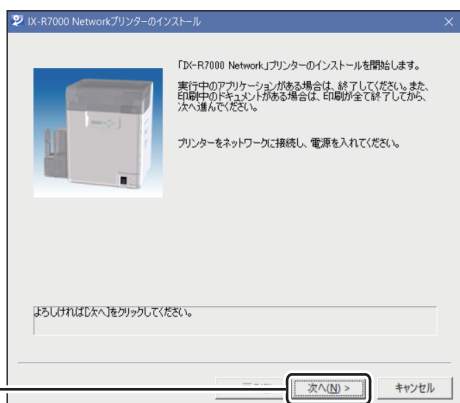 IX-R7000 Networkプリンターのインストール
「IX-R7000 Network」プリンターのインストールを開始します。
実行中のアプリケーションがある場合は、終了してください。また、
印刷中のドキュメントがある場合は、印刷が全て終了してから、
次へ進んでください。
プリンターをネットワークに接続し、電源を入れてください。
よろしければ[次へ]をクリックしてください。
次へ(N) >
キャンセル